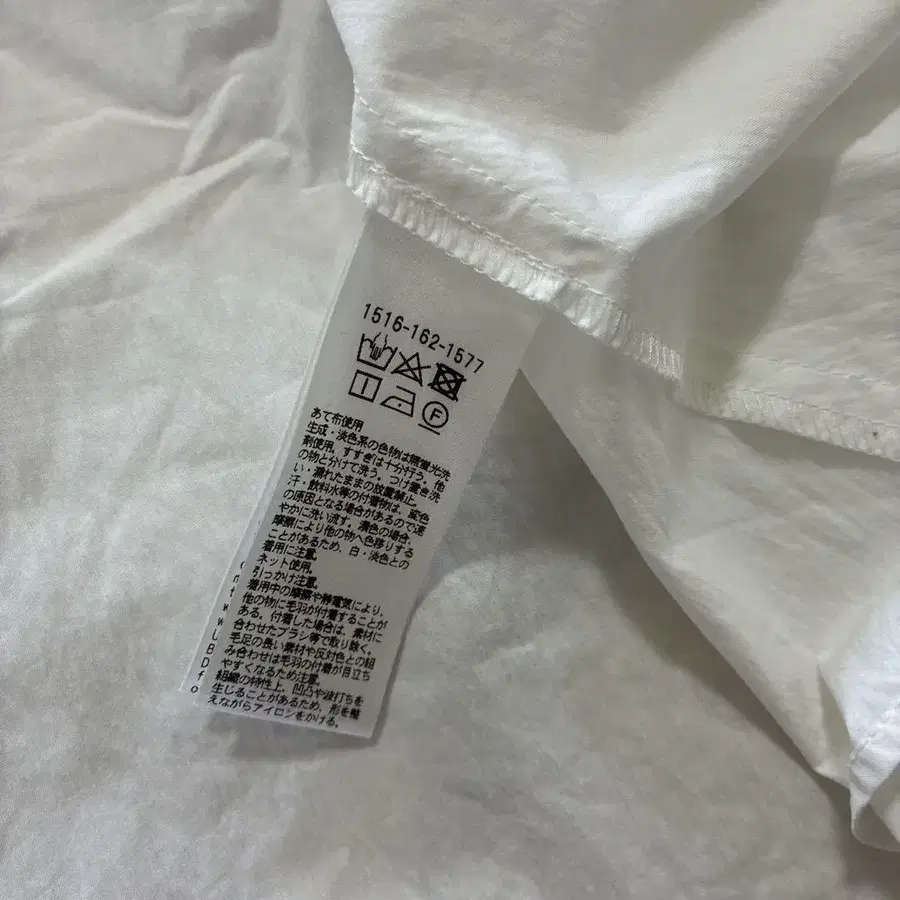 1516-162-1577
F
あて布使用
生成・淡色系の色物は無蛍光洗
剤使用。すすぎは十分行う。他
の物と分けて洗う。つけ置き洗
い・濡れたままの放置禁止。
汗・飲料水等の付着物は、変色
の原因となる場合があるので速
やかに洗い流す。濃色の場合、
摩擦により他の物へ色移りする
ことがあるため、白・淡色との
着用に注意。
ネット使用。
引っかけ注意。
着用中の摩擦や静電気により、
他の物に毛羽が付着することが
ある。付着した場合は、素材に
合わせたブラシ等で取り除く。
毛足の長い素材や反対色との組
み合わせは毛羽の付着が目立ち
やすくなるため注意。
組織の特性上、凹凸や波打ちを
生じることがあるため、形を整
えながらアイロンをかける。